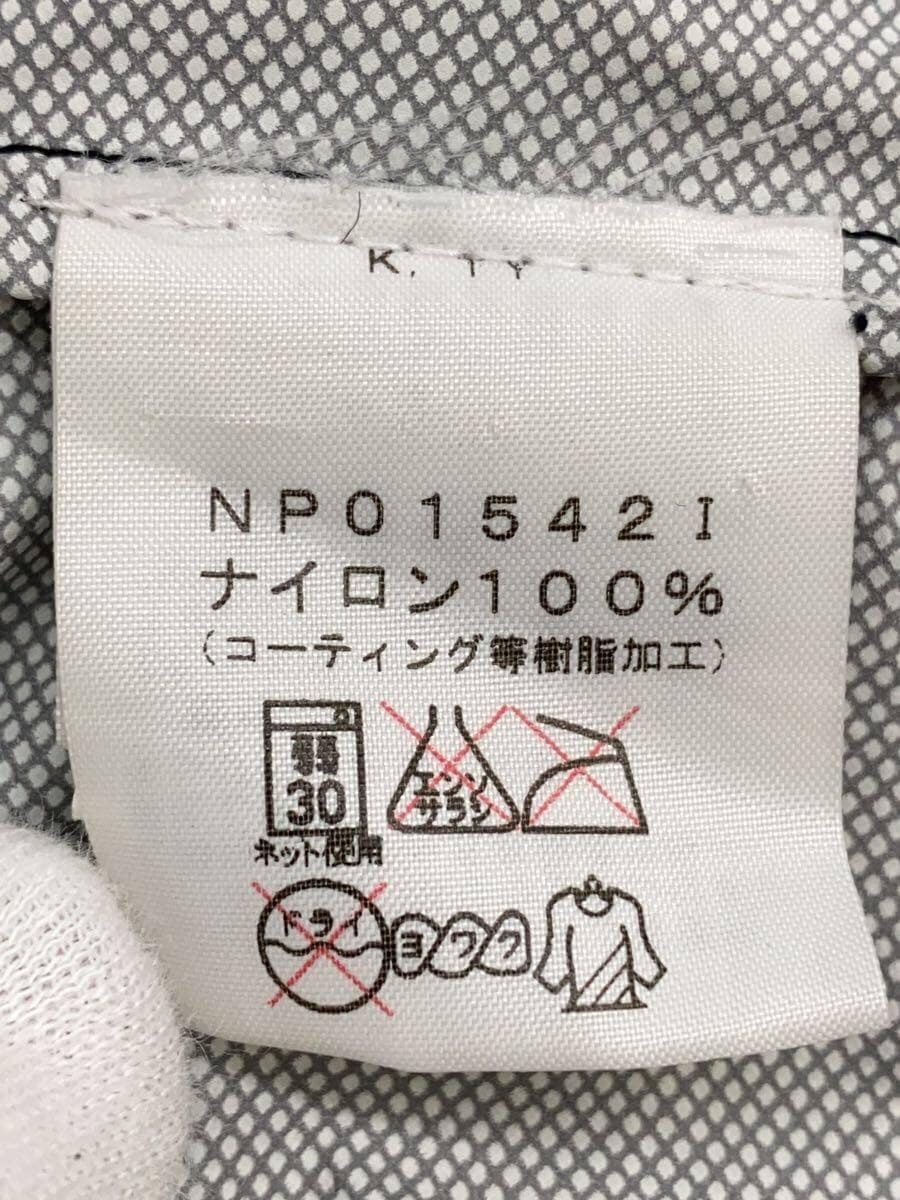 K, TY
NP01542I
ナイロン100%
(コーティング等樹脂加工)
弱
30
ネット使用
エンソ
サラシ
ドライ
ヨワク